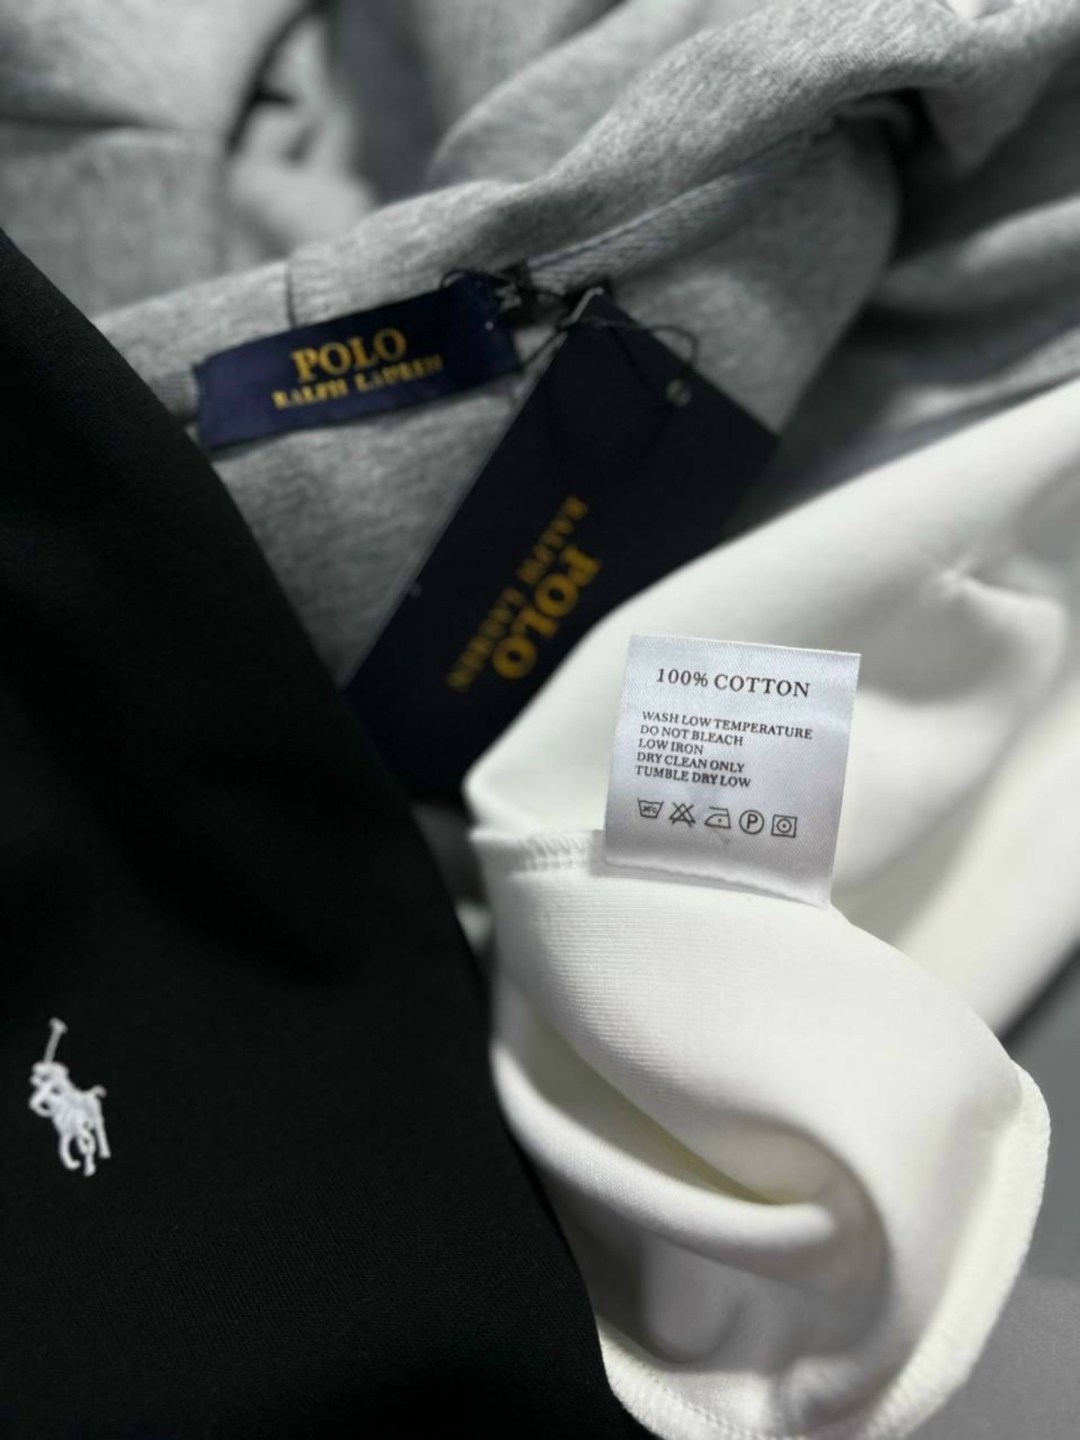 M
POLO
RALPH LAUREN
POLO
RALPH LAUREN
100% COTTON
WASH LOW TEMPERATURE
DO NOT BLEACH
LOW IRON
DRY CLEAN ONLY
TUMBLE DRY LOW
P